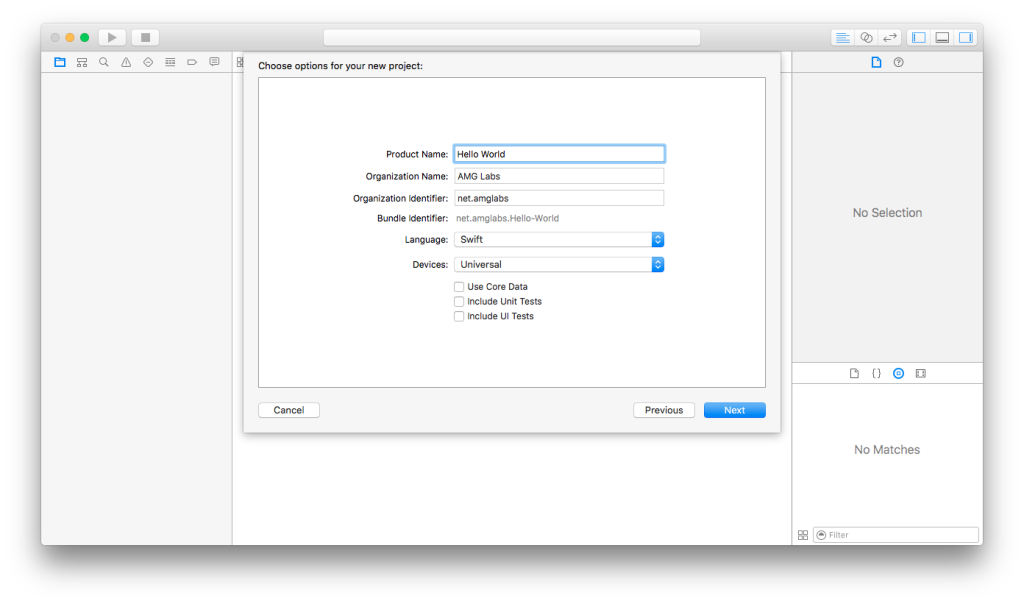 Choose options for your new project:
Product Name: Hello World
Organization Name: AMG Labs
Organization Identifier: net.amglabs
Bundle Identifier: net.amglabs.Hello-World
Language: Swift
Devices: Universal
Use Core Data
Include Unit Tests
Include UI Tests
Cancel
Previous
Next
No Selection
No Matches
Filter